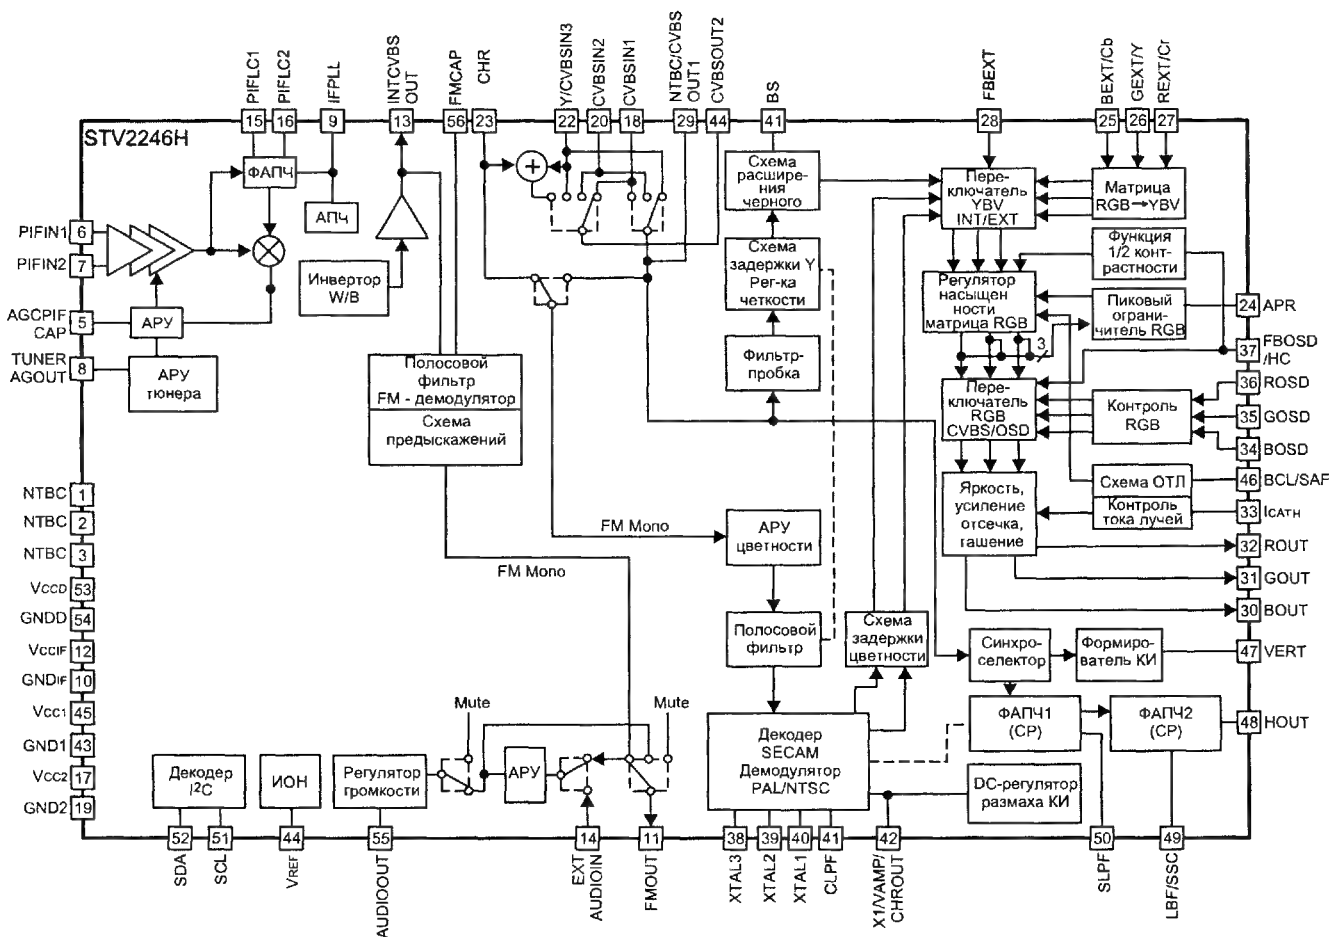 PIFLC1
PIFLC2
IFPLL
INTCVBS
OUT
FMCAP
CHR
Y/CVBSIN3
CVBSIN2
CVBSIN1
NTBC/CVBS
OUT1
CVBSOUT2
BS
FBEXT
BEXT/Cb
GEXT/Y
REXT/Cr
15
16
9
13
56
23
22
20
18
29
44
41
28
25
26
27
STV2246H
ФАПЧ
АПЧ
Инвертор
W/B
+
Схема
расширения
черного
Схема
задержки Y
Рег-ка
четкости
Фильтр-
пробка
Пере-
ключатель
YBV
INT/EXT
Матрица
RGB→YBV
Функция
1/2 конт-
растности
Регулятор
насыщен
ности
матрица RGB
Пиковый
ограни-
читель RGB
3
Пере-
ключатель
RGB
CVBS/OSD
Контроль
RGB
Схема ОТЛ
Контроль
тока лучей
Яркость,
усиление
отсечка,
гашение
PIFIN1
6
PIFIN2
7
AGCPIF
CAP
5
TUNER
AGOUT
8
АРУ
АРУ
тюнера
Полосовой
фильтр
FM - демодулятор
Схема
предыскажений
24
APR
37
FBOSD
/HC
36
ROSD
35
GOSD
34
BOSD
46
BCL/SAF
33
ICATH
32
ROUT
31
GOUT
30
BOUT
47
VERT
48
HOUT
NTBC
1
NTBC
2
NTBC
3
VCCD
53
GNDD
54
VCCIF
12
GNDIF
10
VCC1
45
GND1
43
VCC2
17
GND2
19
FM Mono
FM Mono
АРУ
цветности
Полосовой
фильтр
Схема
задержки
цветности
Синхро-
селектор
Формиро-
ватель КИ
ФАПЧ1
(СР)
ФАПЧ2
(СР)
Декодер
SECAM
Демодулятор
PAL/NTSC
DC-регулятор
размаха КИ
Mute
Mute
Декодер
I2C
ИОН
Регулятор
громкости
АРУ
52
51
44
55
14
11
38
39
40
41
42
50
49
SDA
SCL
VREF
AUDIOOUT
EXT
AUDIOIN
FMOUT
XTAL3
XTAL2
XTAL1
CLPF
X1/VAMP/
CHROUT
SLPF
LBF/SSC